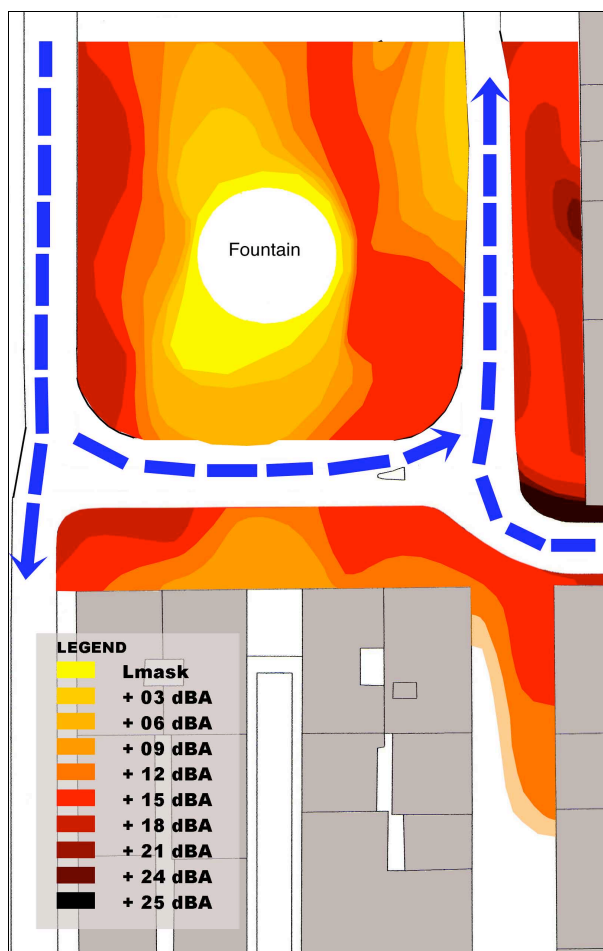 Fountain
LEGEND
Lmask
+ 03 dBA
+ 06 dBA
+ 09 dBA
+ 12 dBA
+ 15 dBA
+ 18 dBA
+ 21 dBA
+ 24 dBA
+ 25 dBA